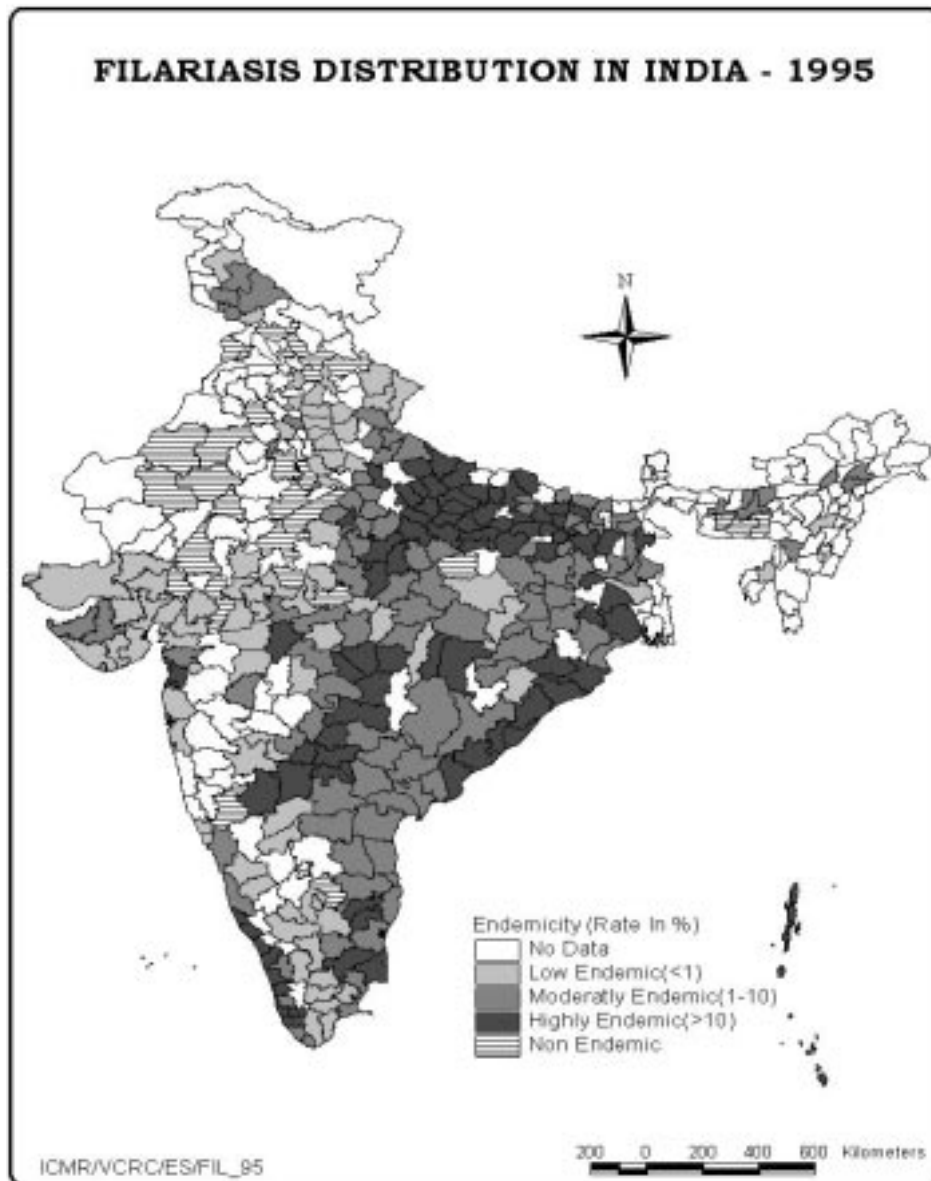 FILARIASIS DISTRIBUTION IN INDIA - 1995
N
Endemicity (Rate In %)
No Data
Low Endemic(<1)
Moderatly Endemic(1-10)
Highly Endemic(>10)
Non Endemic
ICMR/VCRC/ES/FIL_95
200 0 200 400 600 Kilometers